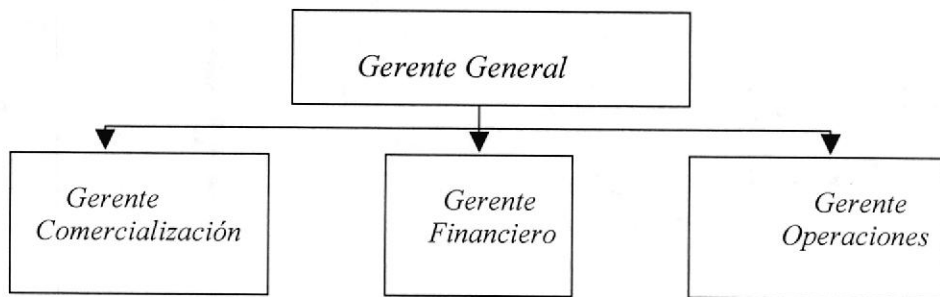 Gerente General
Gerente
Comercialización
Gerente
Financiero
Gerente
Operaciones